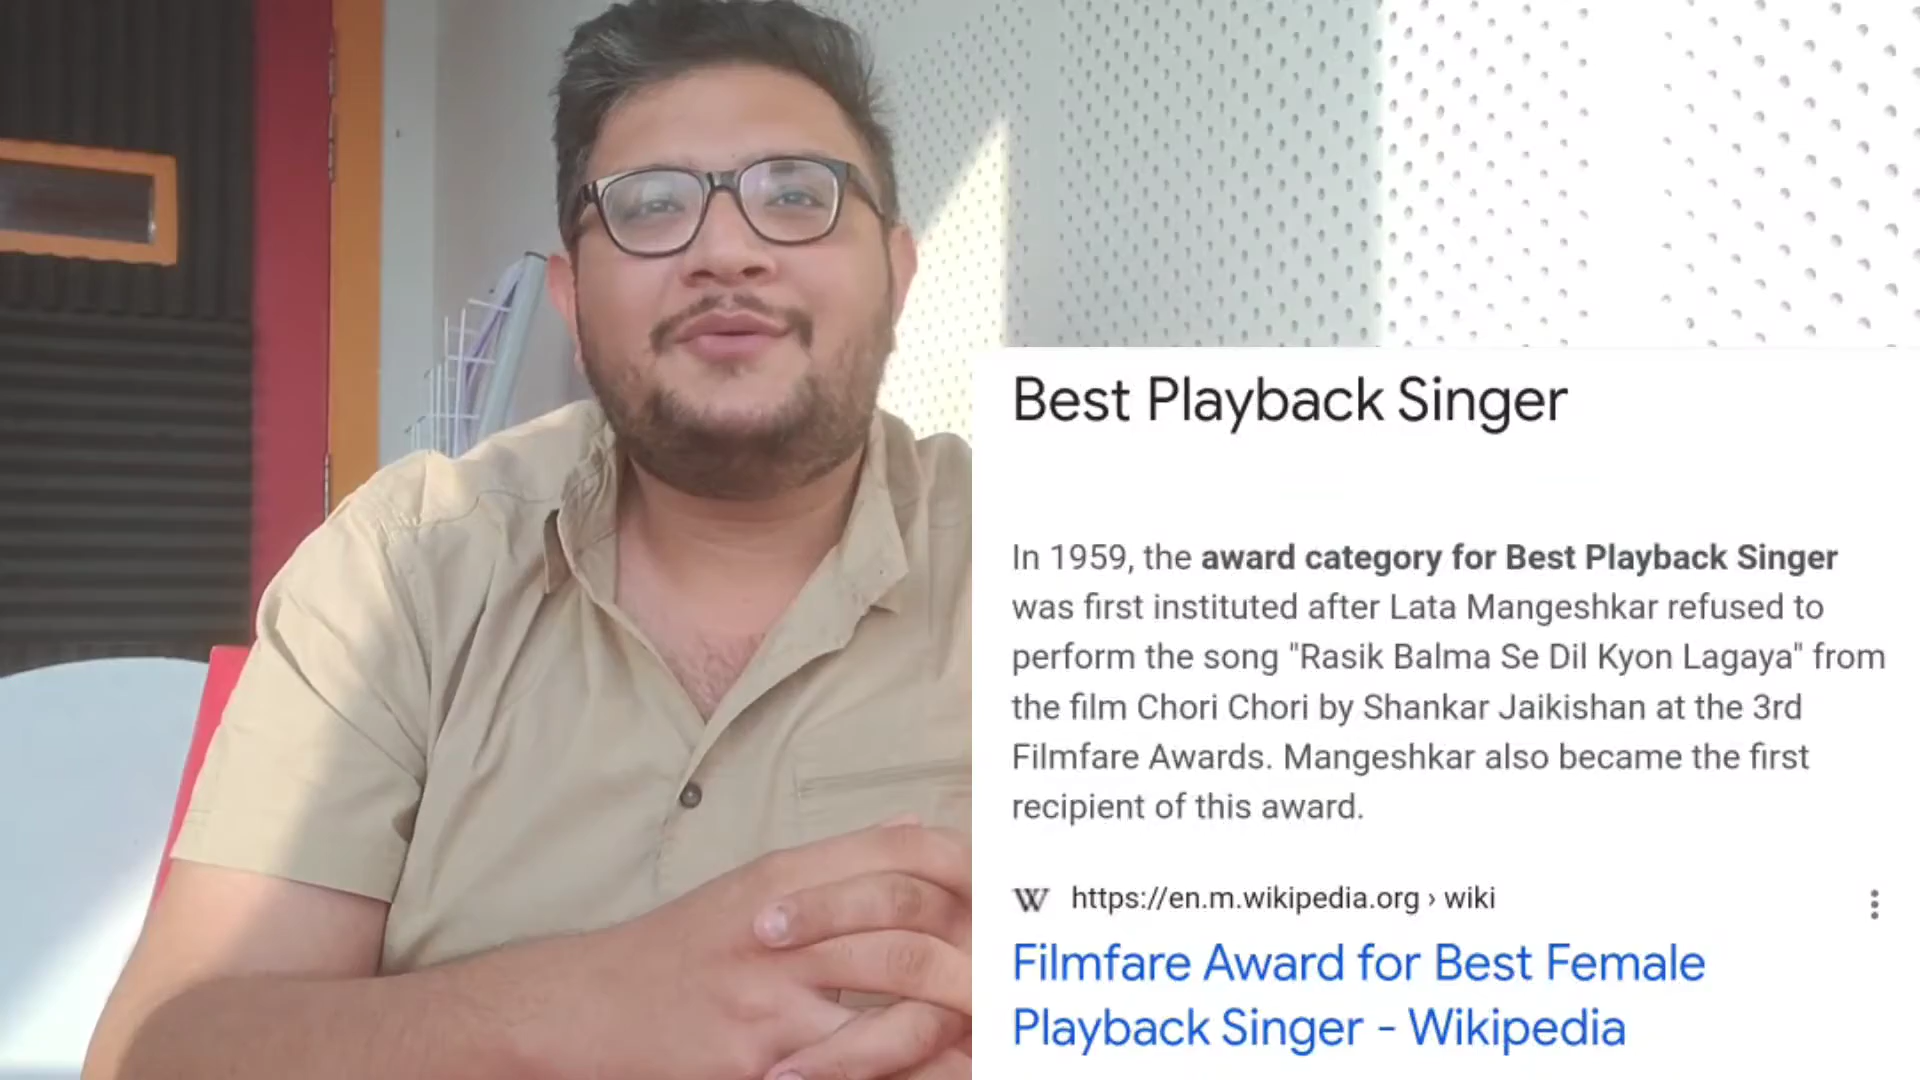 Best Playback Singer
In 1959, the award category for Best Playback Singer
was first instituted after Lata Mangeshkar refused to
perform the song "Rasik Balma Se Dil Kyon Lagaya" from
the film Chori Chori by Shankar Jaikishan at the 3rd
Filmfare Awards. Mangeshkar also became the first
recipient of this award.
W https://en.m.wikipedia.org › wiki
Filmfare Award for Best Female
Playback Singer - Wikipedia